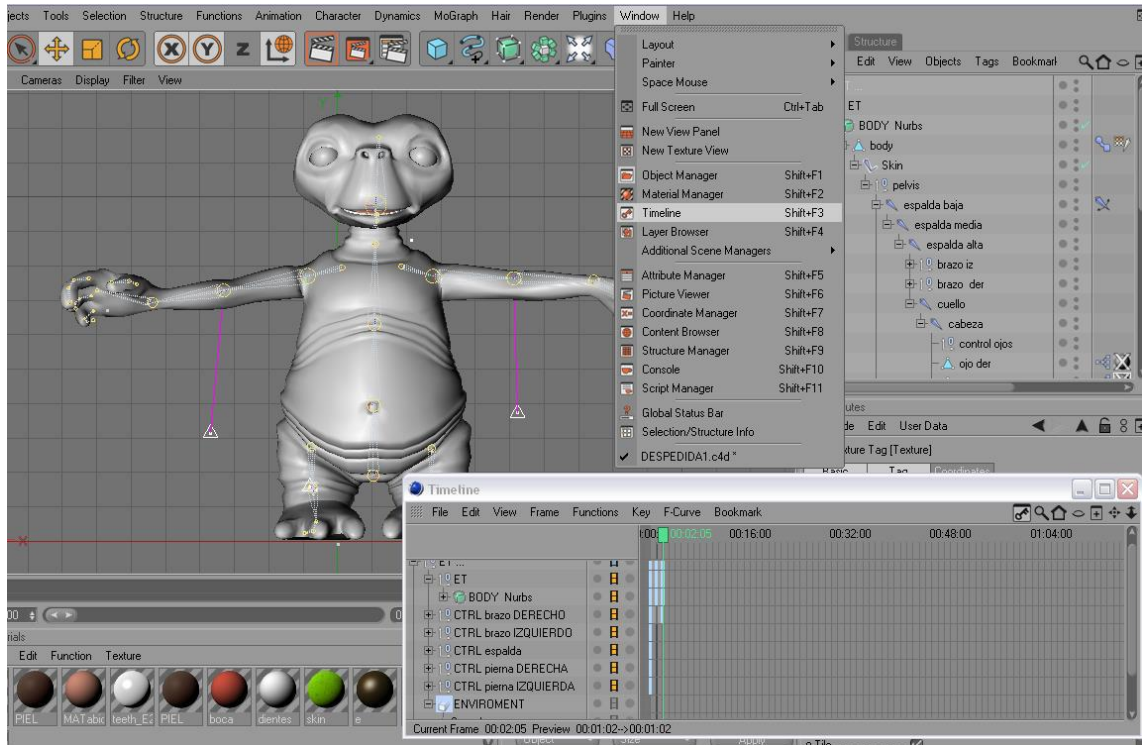 Tools Selection Structure Functions Animation Character Dynamics MoGraph Hair Render Plugins Window Help
Cameras Display Filter View
Layout
Painter
Space Mouse
Full Screen Ctrl+Tab
New View Panel
New Texture View
Object Manager Shift+F1
Material Manager Shift+F2
Timeline Shift+F3
Layer Browser Shift+F4
Additional Scene Managers
Attribute Manager Shift+F5
Picture Viewer Shift+F6
Coordinate Manager Shift+F7
Content Browser Shift+F8
Structure Manager Shift+F9
Console Shift+F10
Script Manager Shift+F11
Global Status Bar
Selection/Structure Info
DESPEDIDA1.c4d *
Structure
Edit View Objects Tags Bookmark
ET
BODY Nurbs
body
Skin
pelvis
espalda baja
espalda media
espalda alta
brazo iz
brazo der
cuello
cabeza
control ojos
ojo der
Edit User Data
Tag [Texture]
Basic Tag Coordinates
Timeline
File Edit View Frame Functions Key F-Curve Bookmark
00:02:05 00:16:00 00:32:00 00:48:00 01:04:00
ET ...
ET
BODY Nurbs
CTRL brazo DERECHO
CTRL brazo IZQUIERDO
CTRL espalda
CTRL pierna DERECHA
CTRL pierna IZQUIERDA
ENVIROMENT
Current Frame 00:02:05 Preview 00:01:02-->00:01:02
Edit Function Texture
PIEL MATabic teeth_E PIEL boca dientes skin e